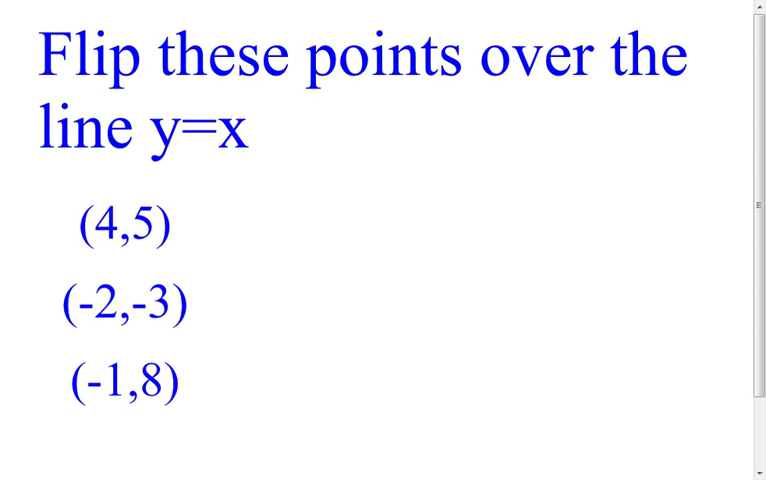 Flip these points over the
line y=x
(4,5)
(-2,-3)
(-1,8)